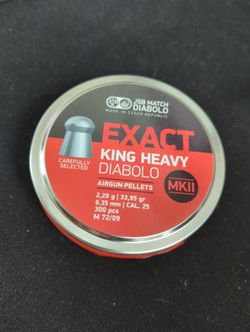 JSB MATCH
DIABOLO
MADE IN CZECH REPUBLIC
EXACT
KING HEAVY
DIABOLO
MKII
CAREFULLY
SELECTED
AIRGUN PELLETS
2,20 g | 33,95 gr
6.35 mm | CAL. 25
300 pcs
M 72/09